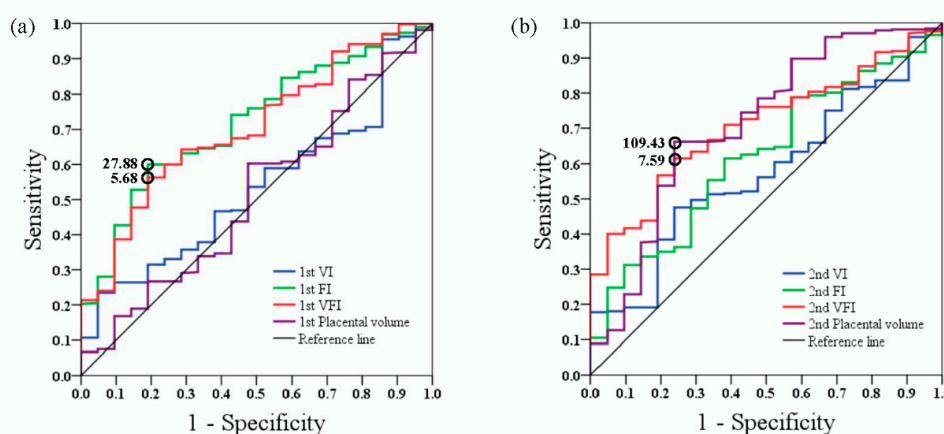 (a)
Sensitivity
1.0
0.9
0.8
0.7
0.6
0.5
0.4
0.3
0.2
0.1
0.0
27.88
5.68
1st VI
1st FI
1st VFI
1st Placental volume
Reference line
0.0 0.1 0.2 0.3 0.4 0.5 0.6 0.7 0.8 0.9 1.0
1 - Specificity
(b)
Sensitivity
1.0
0.9
0.8
0.7
0.6
0.5
0.4
0.3
0.2
0.1
0.0
109.43
7.59
2nd VI
2nd FI
2nd VFI
2nd Placental volume
Reference line
0.0 0.1 0.2 0.3 0.4 0.5 0.6 0.7 0.8 0.9 1.0
1 - Specificity